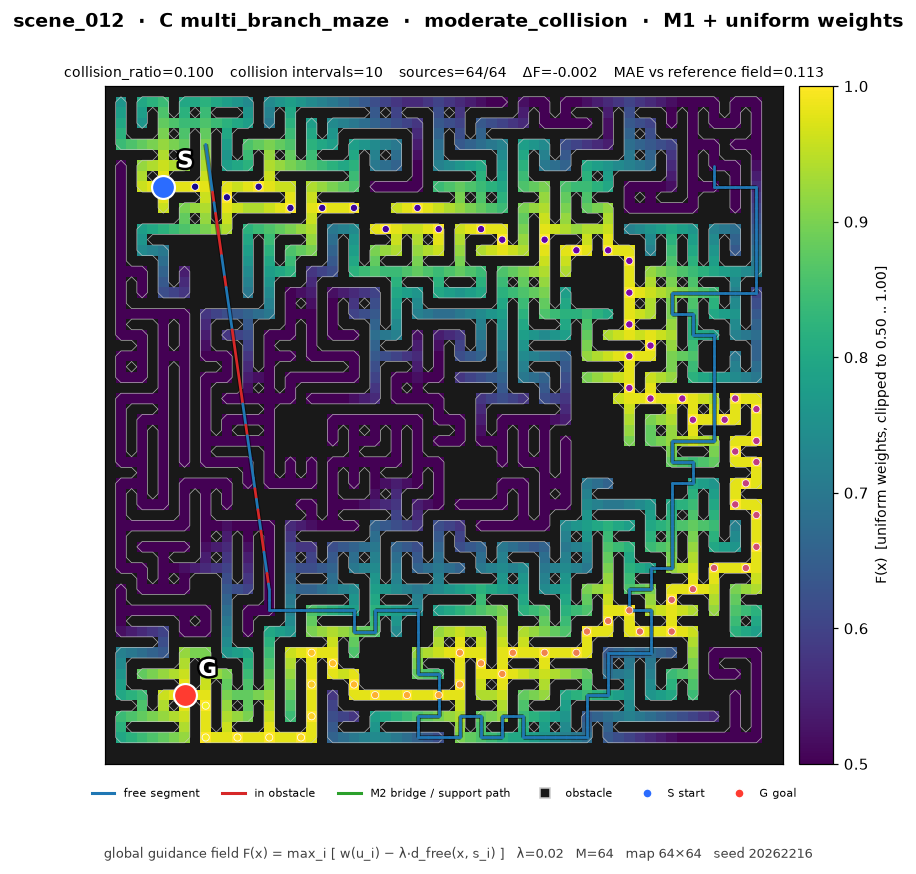 scene_012 · C multi_branch_maze · moderate_collision · M1 + uniform weights
collision_ratio=0.100 collision intervals=10 sources=64/64 ΔF=-0.002 MAE vs reference field=0.113
S
G
1.0
0.9
0.8
0.7
0.6
0.5
F(x) [uniform weights, clipped to 0.50 .. 1.00]
free segment in obstacle M2 bridge / support path obstacle S start G goal
global guidance field F(x) = max_i [ w(u_i) − λ·d_free(x, s_i) ] λ=0.02 M=64 map 64×64 seed 20262216